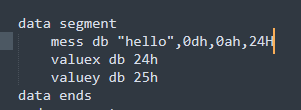 data segment
mess db "hello",0dh,0ah,24H
valuex db 24h
valuey db 25h
data ends